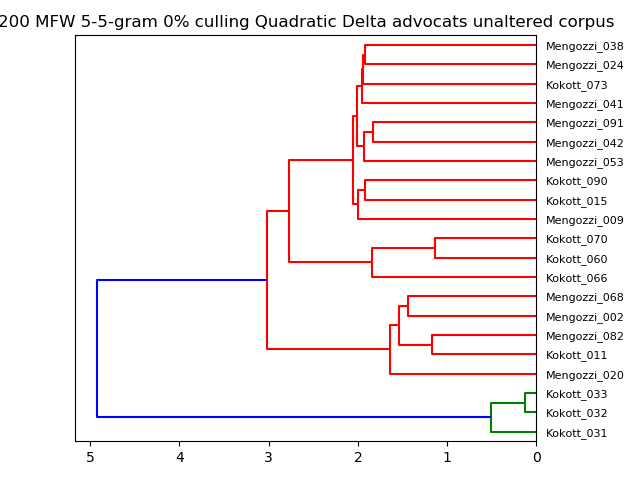 200 MFW 5-5-gram 0% culling Quadratic Delta advocats unaltered corpus
Mengozzi_038
Mengozzi_024
Kokott_073
Mengozzi_041
Mengozzi_091
Mengozzi_042
Mengozzi_053
Kokott_090
Kokott_015
Mengozzi_009
Kokott_070
Kokott_060
Kokott_066
Mengozzi_068
Mengozzi_002
Mengozzi_082
Kokott_011
Mengozzi_020
Kokott_033
Kokott_032
Kokott_031
5 4 3 2 1 0